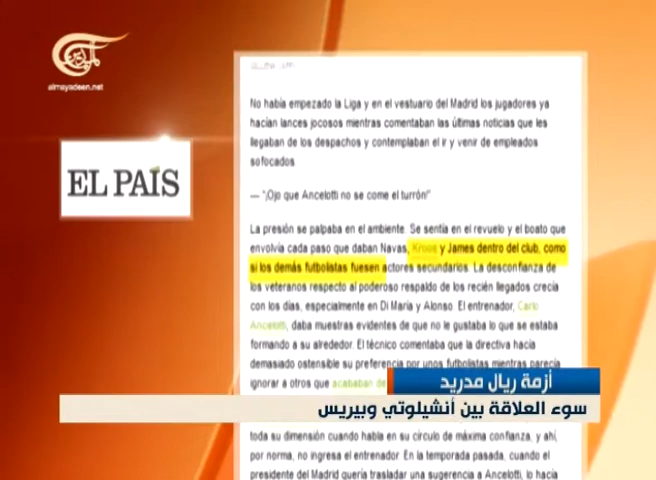 الميادين
almayadeen.net
EL PAÍS
No había empezado la Liga y en el vestuario del Madrid los jugadores ya
hacían lances jocosos mientras comentaban las últimas noticias que les
llegaban de los despachos y contemplaban el ir y venir de empleados
sofocados
— "¡Ojo que Ancelotti no se come el turrón!"
La presión se palpaba en el ambiente. Se sentía en el revuelo y el boato que
envolvía cada paso que daban Navas, Kroos y James dentro del club, como
si los demás futbolistas fuesen actores secundarios. La desconfianza de
los veteranos respecto al poderoso respaldo de los recién llegados crecía
con los días, especialmente en Di María y Alonso. El entrenador, Carlo
Ancelotti, daba muestras evidentes de que no le gustaba lo que se estaba
formando a su alrededor. El técnico comentaba que la directiva hacía
demasiado ostensible su preferencia por unos futbolistas mientras parecía
ignorar a otros que acababan de
أزمة ريال مدريد
سوء العلاقة بين أنشيلوتي وبيريس
toda su dimensión cuando habla en su círculo de máxima confianza, y ahí,
por norma, no ingresa el entrenador. En la temporada pasada, cuando el
presidente del Madrid quería trasladar una sugerencia a Ancelotti, lo hacía